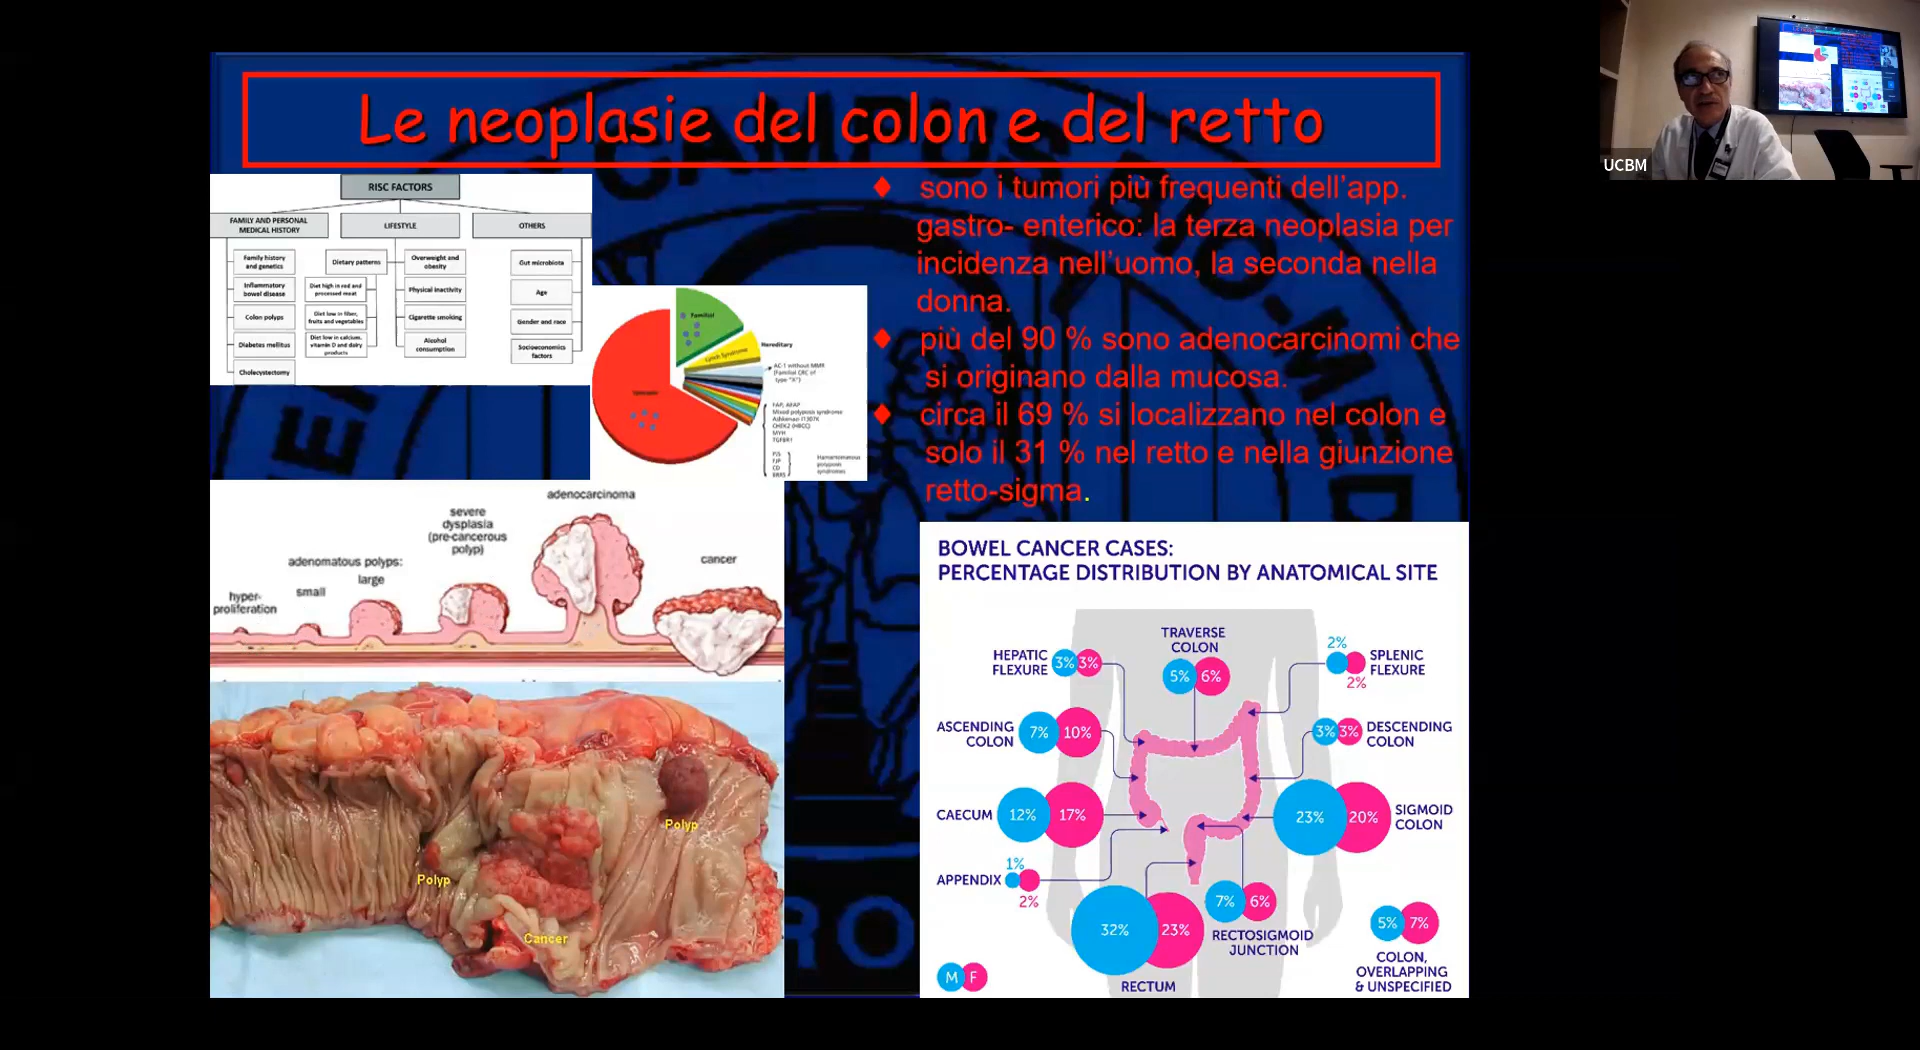 Le neoplasie del colon e del retto
RISC FACTORS
FAMILY AND PERSONAL
MEDICAL HISTORY
LIFESTYLE
OTHERS
Family history
and genetics
Inflammatory
bowel disease
Colon polyps
Diabetes mellitus
Cholecystectomy
Dietary patterns
Diet high in red and
processed meat
Diet low in fiber,
fruits and vegetables
Diet low in calcium,
vitamin D and dairy
products
Overweight and
obesity
Physical inactivity
Cigarette smoking
Alcohol
consumption
Gut microbiota
Age
Gender and race
Socioeconomics
factors
Familial
Lynch Syndrome
Sporadic
Hereditary
AC-1 without MMR
(Familial CRC of
type "X")
FAP, AFAP
Mixed polyposis syndrome
Ashkenazi I1307K
CHEK2 (HBCC)
MYH
TGFBR1
PJS
FJP
CD
BRRS
Hamartomatous
polyposis
syndromes
sono i tumori più frequenti dell'app.
gastro- enterico: la terza neoplasia per
incidenza nell'uomo, la seconda nella
donna.
più del 90 % sono adenocarcinomi che
si originano dalla mucosa.
circa il 69 % si localizzano nel colon e
solo il 31 % nel retto e nella giunzione
retto-sigma.
hyper-
proliferation
adenomatous polyps:
small
large
severe
dysplasia
(pre-cancerous
polyp)
adenocarcinoma
cancer
Polyp
Polyp
Cancer
BOWEL CANCER CASES:
PERCENTAGE DISTRIBUTION BY ANATOMICAL SITE
TRAVERSE
COLON
5% 6%
HEPATIC
FLEXURE
3% 3%
2%
SPLENIC
FLEXURE
2%
ASCENDING
COLON
7% 10%
3% 3%
DESCENDING
COLON
CAECUM
12% 17%
23% 20%
SIGMOID
COLON
APPENDIX
1%
2%
32% 23%
RECTUM
7% 6%
RECTOSIGMOID
JUNCTION
5% 7%
COLON,
OVERLAPPING
& UNSPECIFIED
M F
UCBM